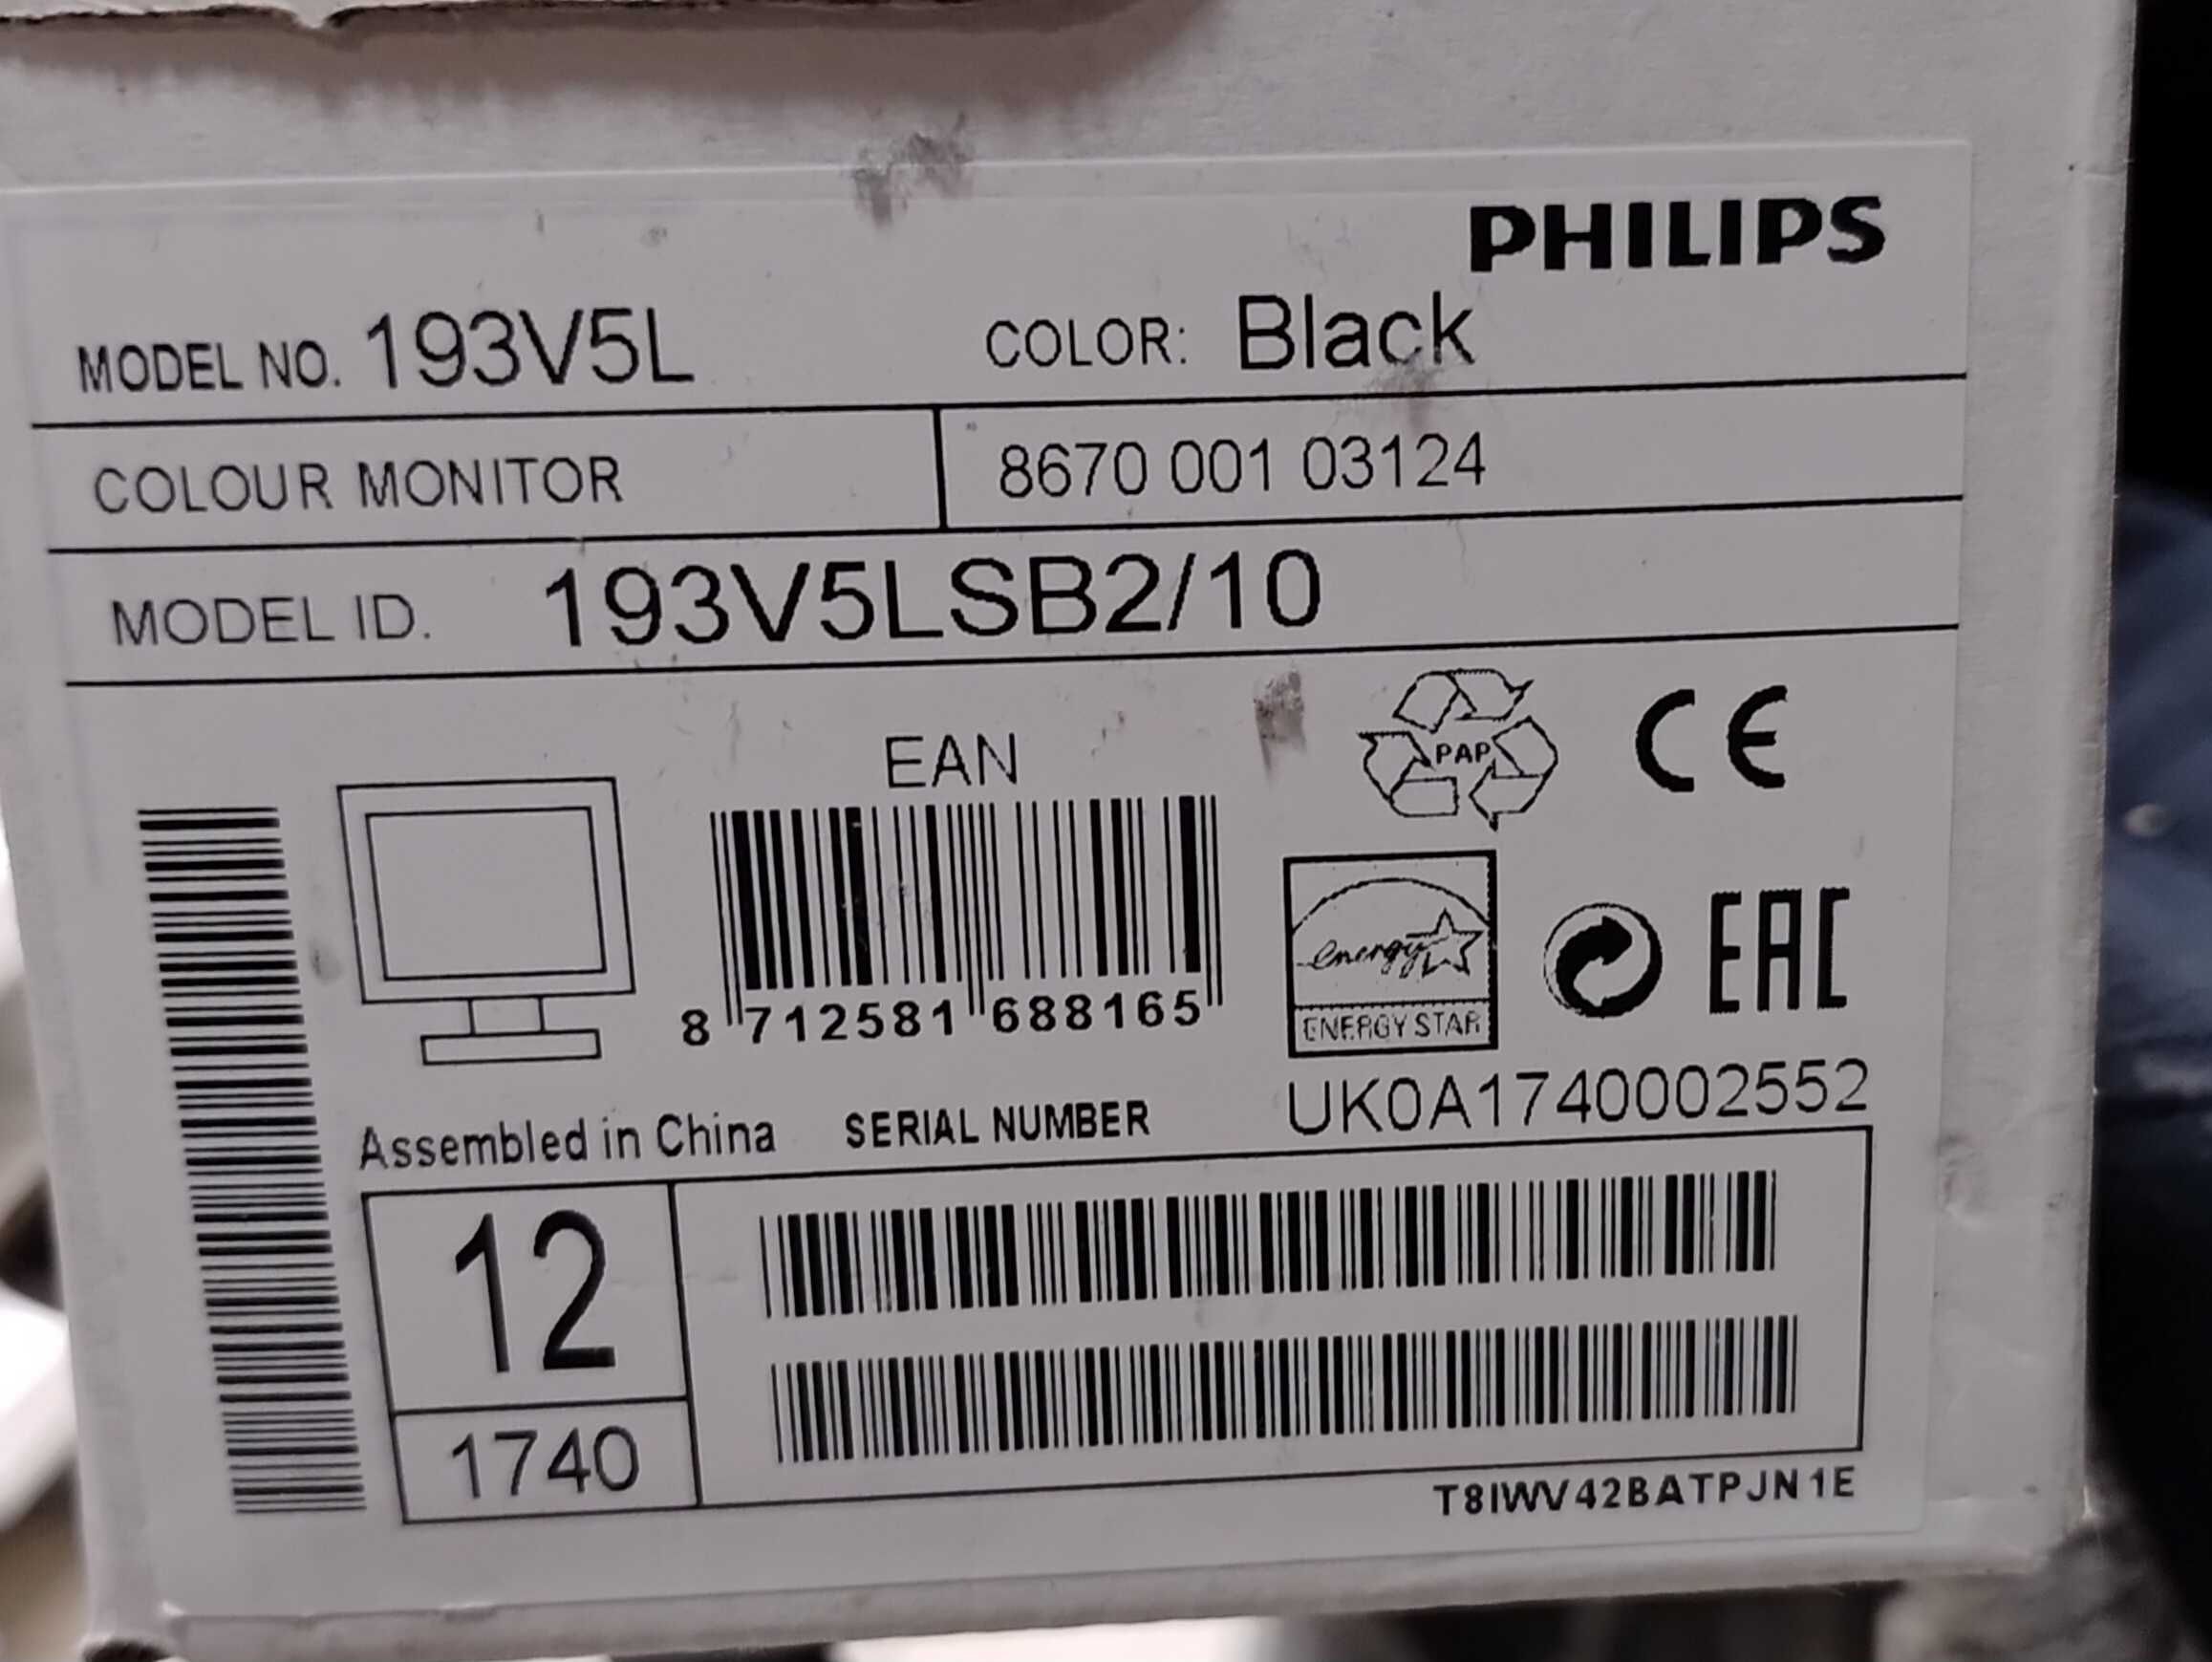 PHILIPS
MODEL NO. 193V5L COLOR: Black
COLOUR MONITOR 8670 001 03124
MODEL ID. 193V5LSB2/10
EAN
PAP
CE
8 712581 688165
energy
ENERGY STAR
EAC
Assembled in China SERIAL NUMBER UK0A1740002552
12
1740
T8IWV42BATPJN1E